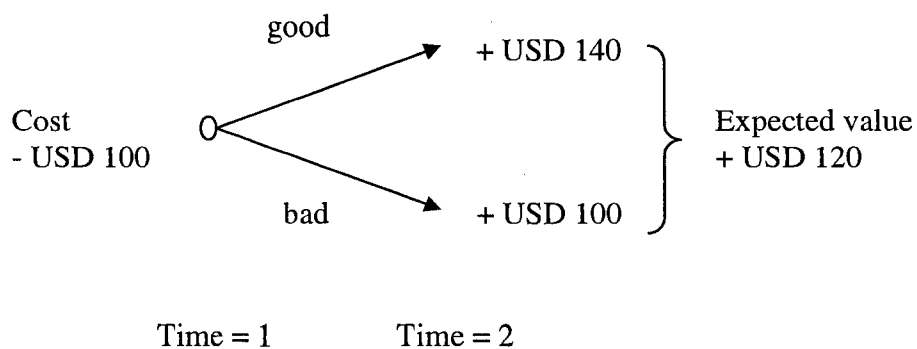 good
+ USD 140
Cost
- USD 100
Expected value
+ USD 120
bad
+ USD 100
Time = 1
Time = 2